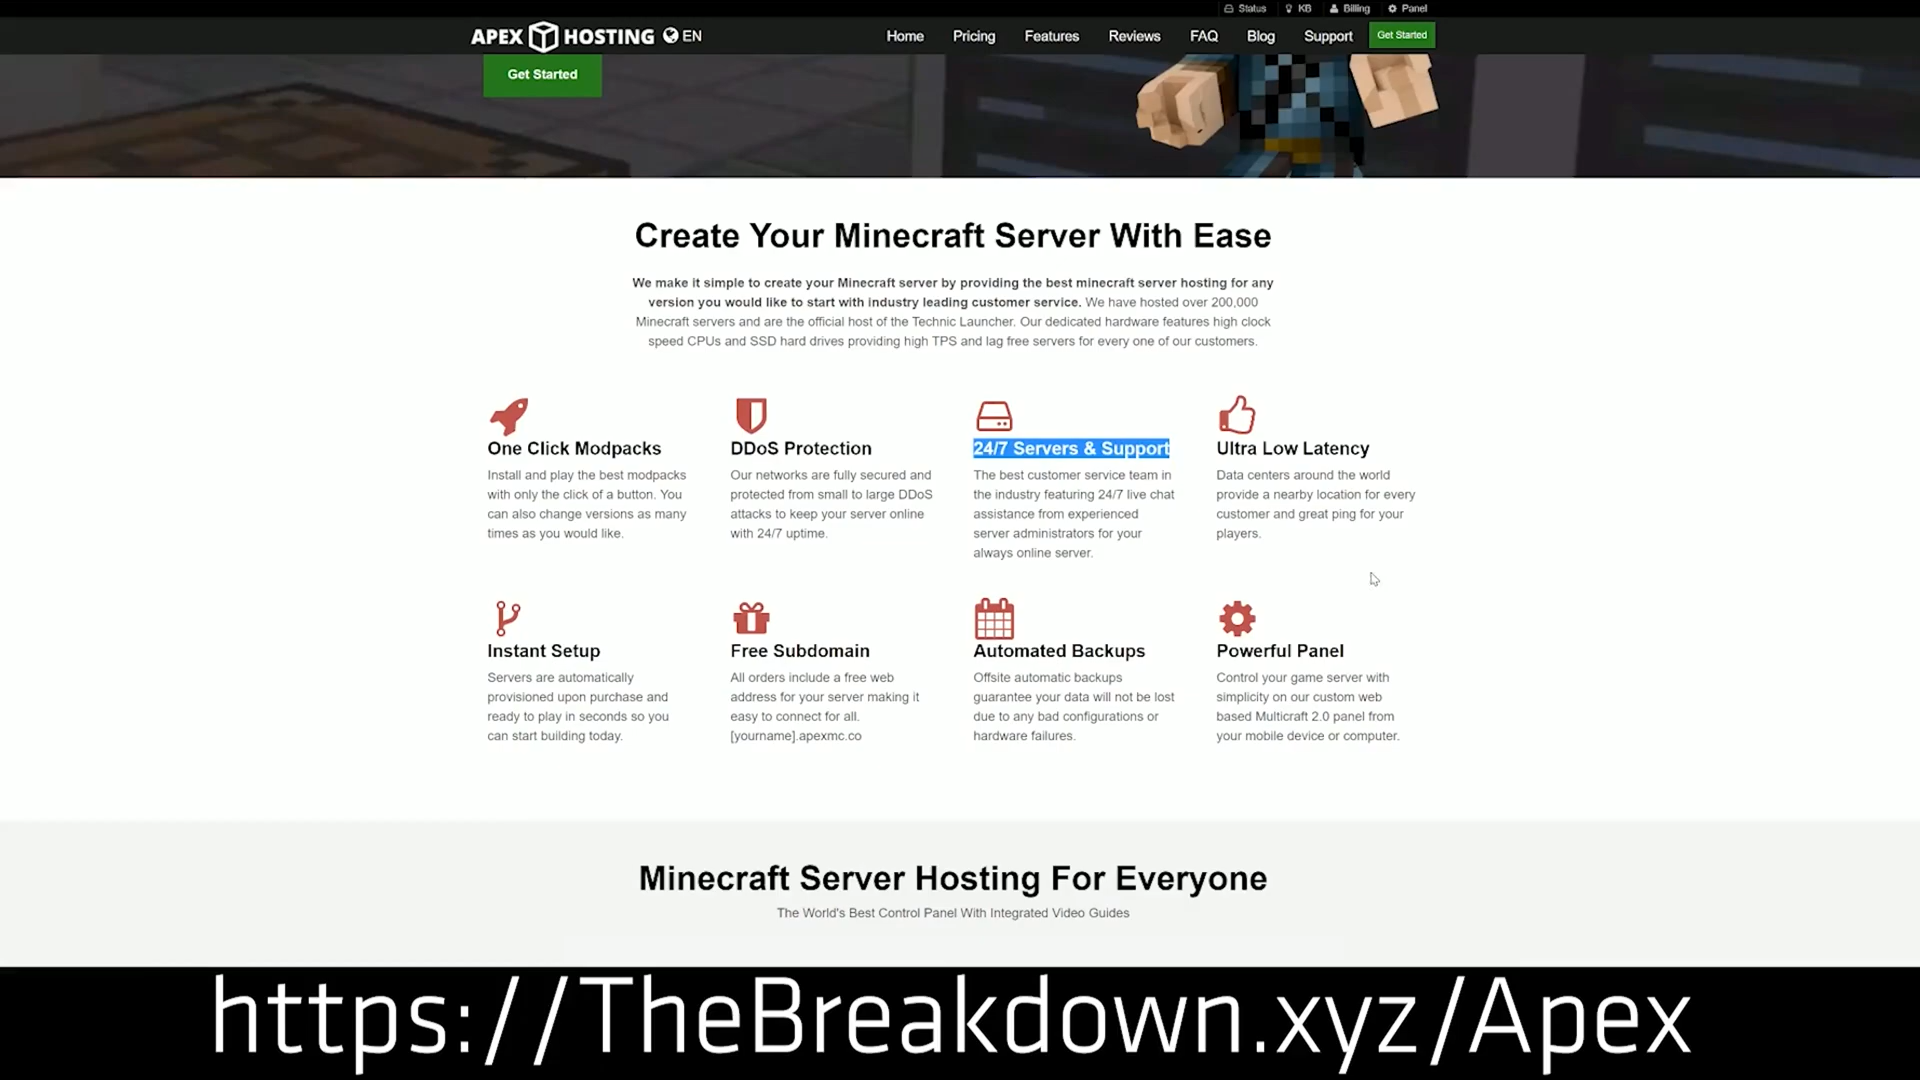 Status KB Billing Panel
APEX HOSTING EN Home Pricing Features Reviews FAQ Blog Support Get Started
Get Started
Create Your Minecraft Server With Ease
We make it simple to create your Minecraft server by providing the best minecraft server hosting for any
version you would like to start with industry leading customer service. We have hosted over 200,000
Minecraft servers and are the official host of the Technic Launcher. Our dedicated hardware features high clock
speed CPUs and SSD hard drives providing high TPS and lag free servers for every one of our customers.
One Click Modpacks
Install and play the best modpacks
with only the click of a button. You
can also change versions as many
times as you would like.
DDoS Protection
Our networks are fully secured and
protected from small to large DDoS
attacks to keep your server online
with 24/7 uptime.
24/7 Servers & Support
The best customer service team in
the industry featuring 24/7 live chat
assistance from experienced
server administrators for your
always online server.
Ultra Low Latency
Data centers around the world
provide a nearby location for every
customer and great ping for your
players.
Instant Setup
Servers are automatically
provisioned upon purchase and
ready to play in seconds so you
can start building today.
Free Subdomain
All orders include a free web
address for your server making it
easy to connect for all.
[yourname].apexmc.co
Automated Backups
Offsite automatic backups
guarantee your data will not be lost
due to any bad configurations or
hardware failures.
Powerful Panel
Control your game server with
simplicity on our custom web
based Multicraft 2.0 panel from
your mobile device or computer.
Minecraft Server Hosting For Everyone
The World's Best Control Panel With Integrated Video Guides
https://TheBreakdown.xyz/Apex